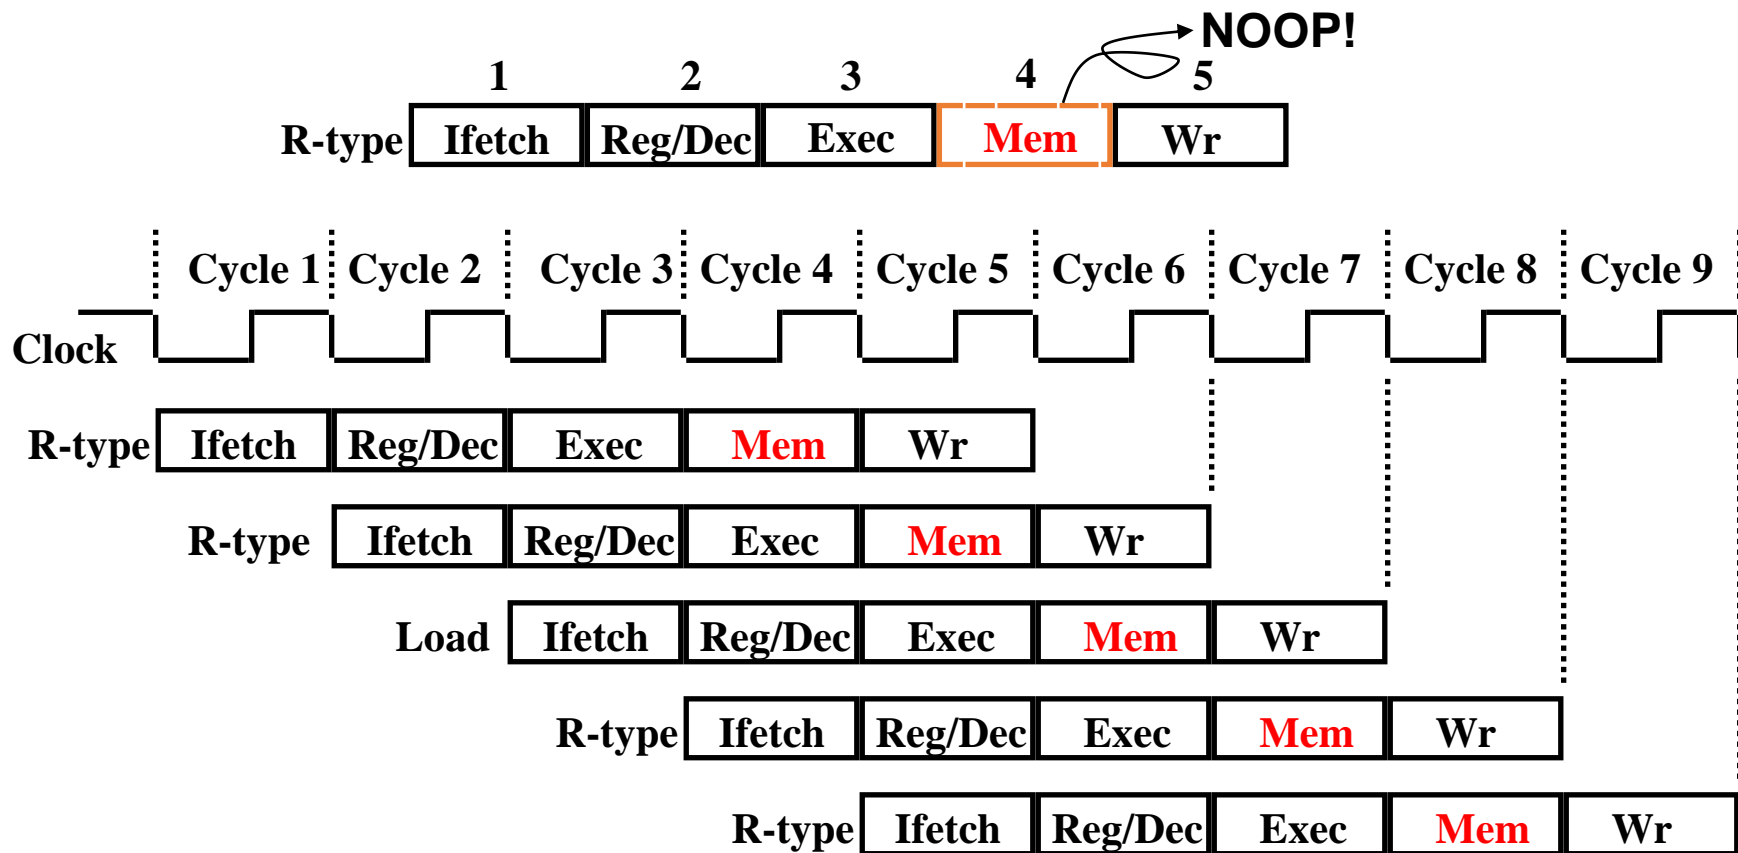 NOOP!
1 2 3 4 5
R-type Ifetch Reg/Dec Exec Mem Wr
Cycle 1 Cycle 2 Cycle 3 Cycle 4 Cycle 5 Cycle 6 Cycle 7 Cycle 8 Cycle 9
Clock
R-type Ifetch Reg/Dec Exec Mem Wr
R-type Ifetch Reg/Dec Exec Mem Wr
Load Ifetch Reg/Dec Exec Mem Wr
R-type Ifetch Reg/Dec Exec Mem Wr
R-type Ifetch Reg/Dec Exec Mem Wr